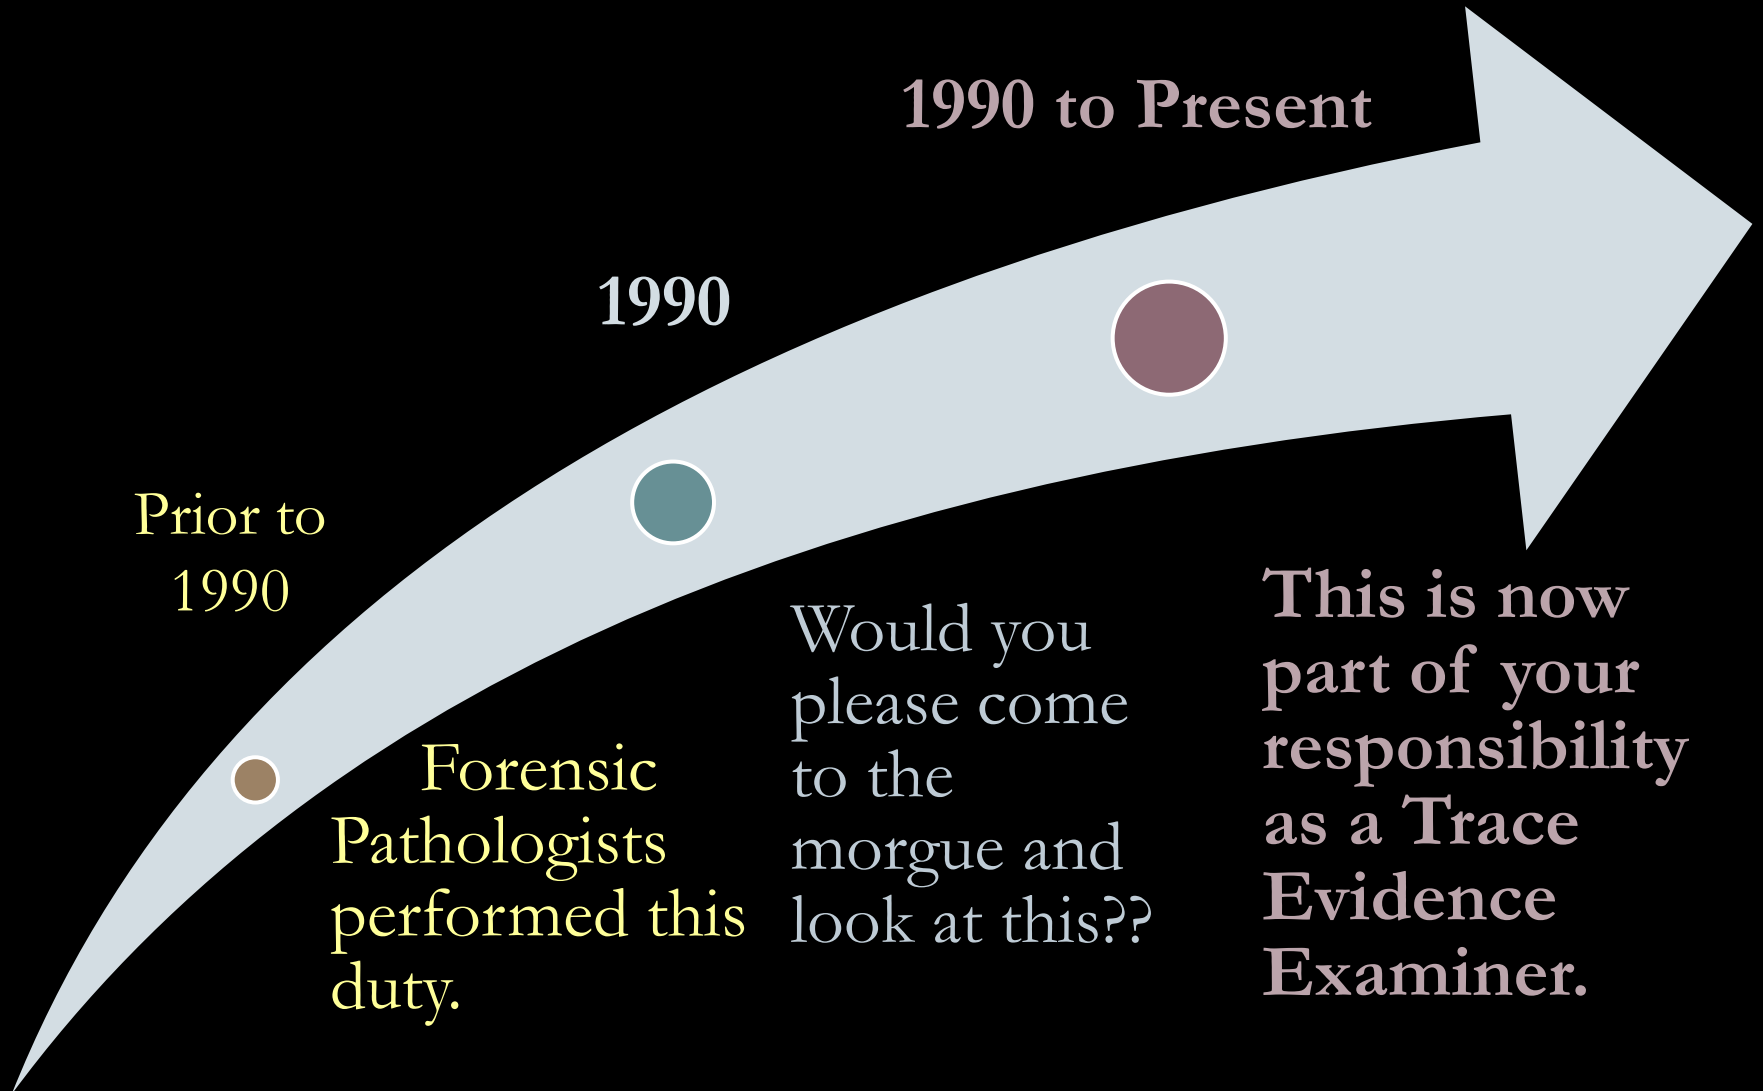 Prior to
1990
Forensic
Pathologists
performed this
duty.
1990
Would you
please come
to the
morgue and
look at this??
1990 to Present
This is now
part of your
responsibility
as a Trace
Evidence
Examiner.